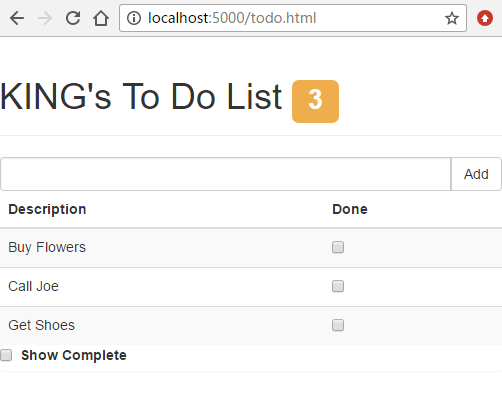 localhost:5000/todo.html
KING's To Do List 3
Add
Description Done
Buy Flowers
Call Joe
Get Shoes
Show Complete